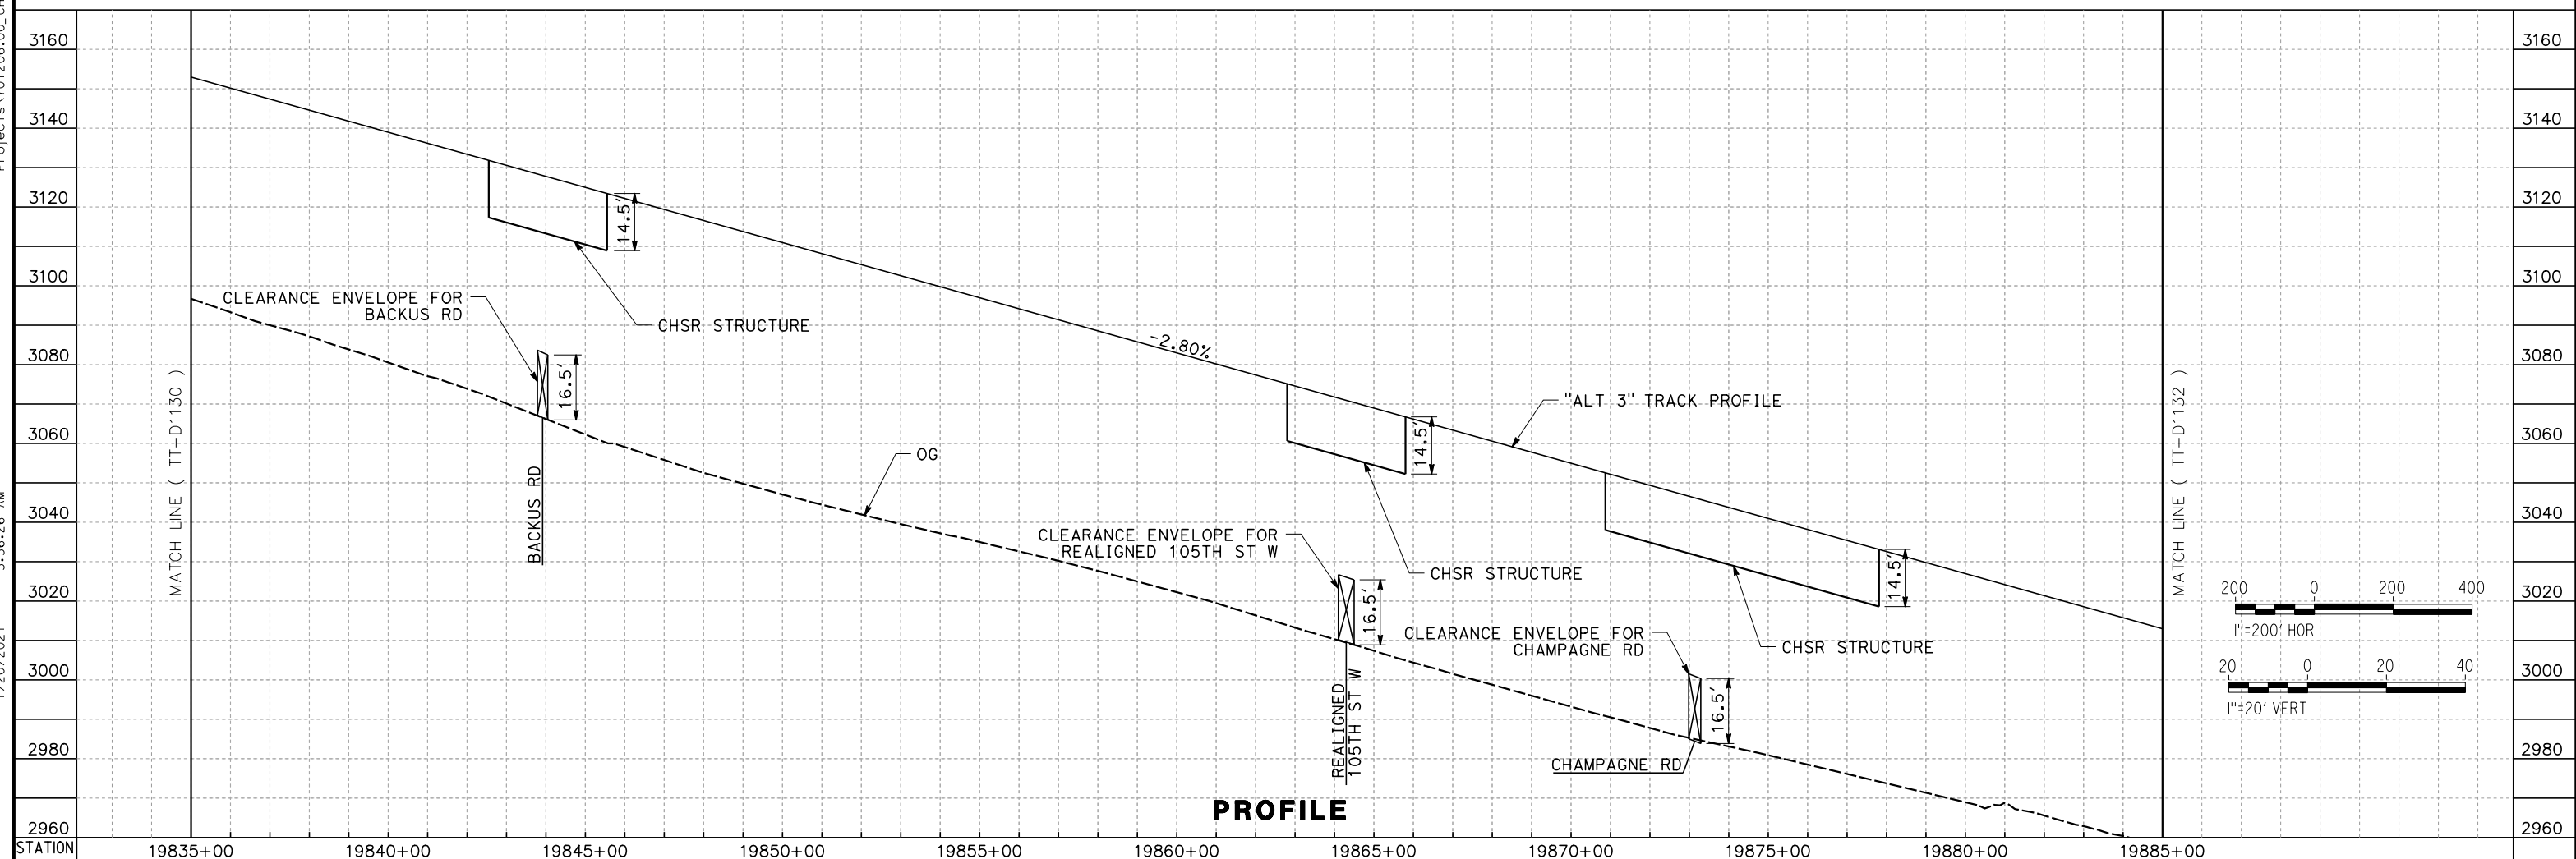 3160
3140
3120
3100
3080
3060
3040
3020
3000
2980
2960
STATION
MATCH LINE ( TT-D1130 )
14.5'
CHSR STRUCTURE
CLEARANCE ENVELOPE FOR
BACKUS RD
16.5'
BACKUS RD
OG
-2.80%
"ALT 3" TRACK PROFILE
14.5'
CHSR STRUCTURE
CLEARANCE ENVELOPE FOR
REALIGNED 105TH ST W
16.5'
REALIGNED
105TH ST W
14.5'
CHSR STRUCTURE
CLEARANCE ENVELOPE FOR
CHAMPAGNE RD
16.5'
CHAMPAGNE RD
PROFILE
MATCH LINE ( TT-D1132 )
200 0 200 400
1"=200' HOR
20 0 20 40
1"=20' VERT
3160
3140
3120
3100
3080
3060
3040
3020
3000
2980
2960
19835+00 19840+00 19845+00 19850+00 19855+00 19860+00 19865+00 19870+00 19875+00 19880+00 19885+00